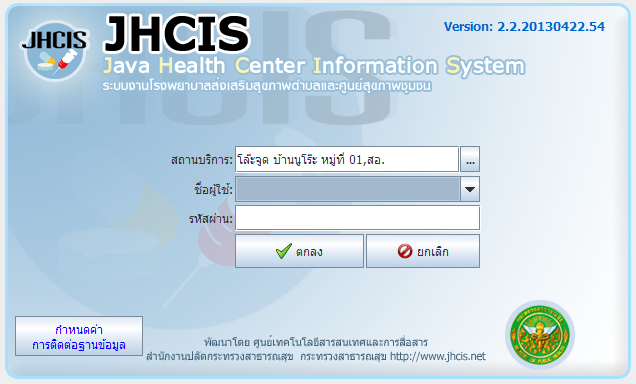 JHCIS
JHCIS
Version: 2.2.20130422.54
Java Health Center Information System
ระบบงานโรงพยาบาลส่งเสริมสุขภาพตำบลและศูนย์สุขภาพชุมชน
สถานบริการ: โล๊ะจูด บ้านนูโร๊ะ หมู่ที่ 01,สอ. ...
ชื่อผู้ใช้:
รหัสผ่าน:
ตกลง ยกเลิก
กำหนดค่า
การติดต่อฐานข้อมูล
พัฒนาโดย ศูนย์เทคโนโลยีสารสนเทศและการสื่อสาร
สำนักงานปลัดกระทรวงสาธารณสุข กระทรวงสาธารณสุข http://www.jhcis.net